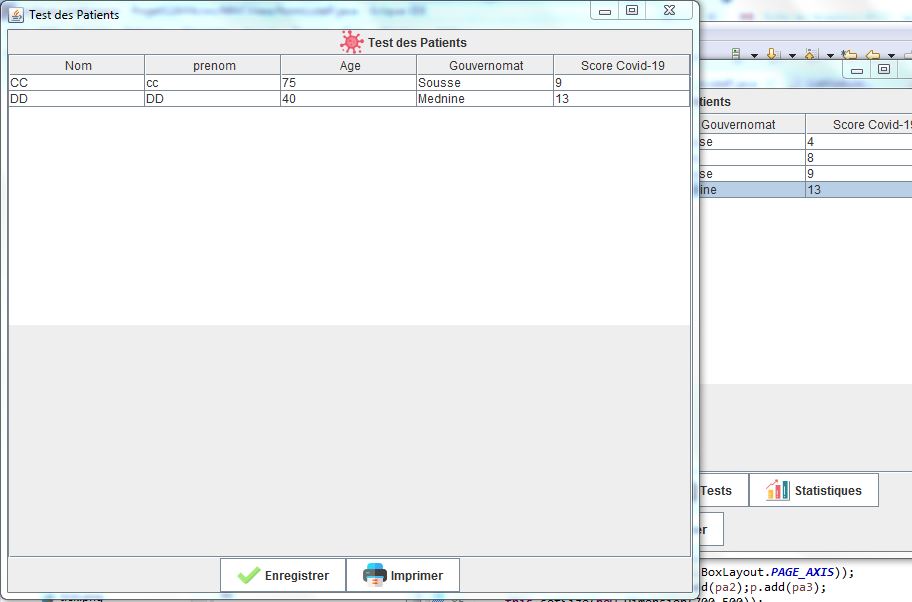 Test des Patients
Test des Patients
Nom prenom Age Gouvernomat Score Covid-19
CC cc 75 Sousse 9
DD DD 40 Mednine 13
Enregistrer Imprimer
tients
Gouvernomat Score Covid-19
se 4
8
se 9
ine 13
Tests Statistiques
er
BoxLayout.PAGE_AXIS));
d(pa2);p.add(pa3);